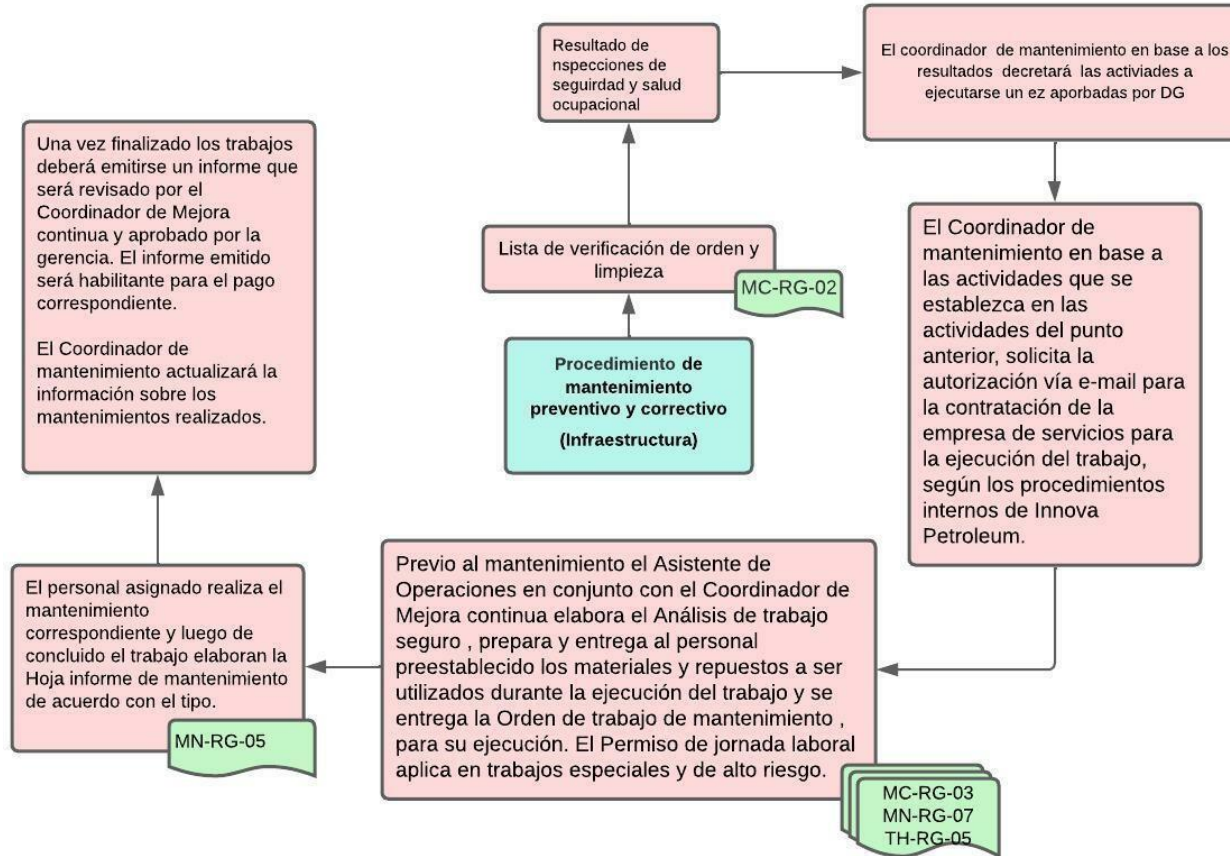 Procedimiento de
mantenimiento
preventivo y correctivo
(Infraestructura)
Lista de verificación de orden y
limpieza
MC-RG-02
Resultado de
nspecciones de
seguirdad y salud
ocupacional
El coordinador de mantenimiento en base a los
resultados decretará las activiades a
ejecutarse un ez aporbadas por DG
El Coordinador de
mantenimiento en base a
las actividades que se
establezca en las
actividades del punto
anterior, solicita la
autorización vía e-mail para
la contratación de la
empresa de servicios para
la ejecución del trabajo,
según los procedimientos
internos de Innova
Petroleum.
Previo al mantenimiento el Asistente de
Operaciones en conjunto con el Coordinador de
Mejora continua elabora el Análisis de trabajo
seguro , prepara y entrega al personal
preestablecido los materiales y repuestos a ser
utilizados durante la ejecución del trabajo y se
entrega la Orden de trabajo de mantenimiento ,
para su ejecución. El Permiso de jornada laboral
aplica en trabajos especiales y de alto riesgo.
MC-RG-03
MN-RG-07
TH-RG-05
El personal asignado realiza el
mantenimiento
correspondiente y luego de
concluido el trabajo elaboran la
Hoja informe de mantenimiento
de acuerdo con el tipo.
MN-RG-05
Una vez finalizado los trabajos
deberá emitirse un informe que
será revisado por el
Coordinador de Mejora
continua y aprobado por la
gerencia. El informe emitido
será habilitante para el pago
correspondiente.
El Coordinador de
mantenimiento actualizará la
información sobre los
mantenimientos realizados.